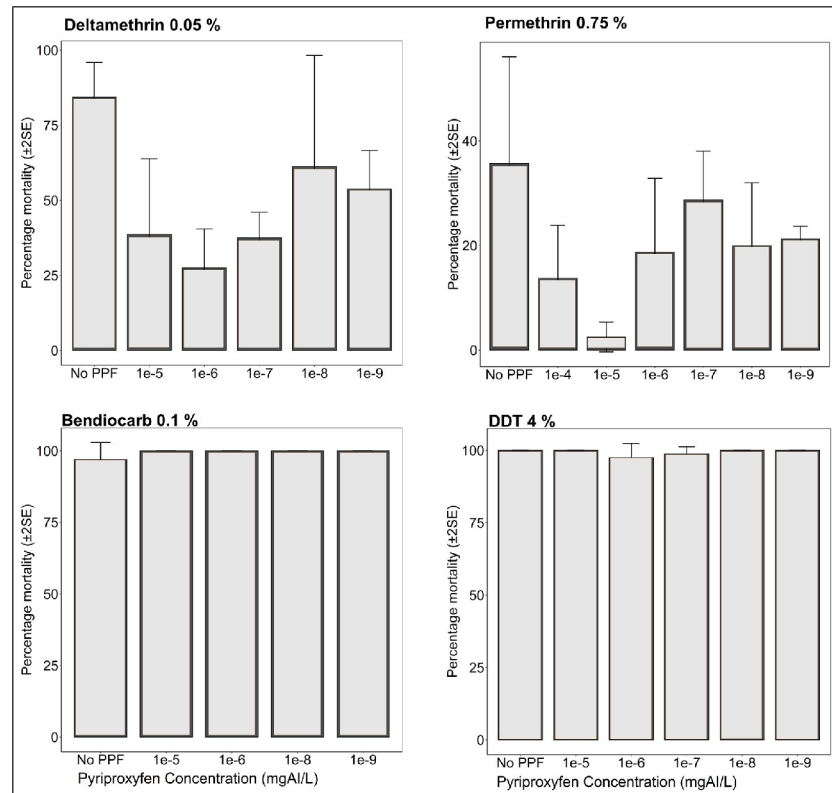 Deltamethrin 0.05 %
Percentage mortality (±2SE)
100
75
50
25
0
No PPF 1e-5 1e-6 1e-7 1e-8 1e-9
Permethrin 0.75 %
Percentage mortality (±2SE)
40
20
0
No PPF 1e-4 1e-5 1e-6 1e-7 1e-8 1e-9
Bendiocarb 0.1 %
Percentage mortality (±2SE)
100
75
50
25
0
No PPF 1e-5 1e-6 1e-8 1e-9
Pyriproxyfen Concentration (mgAI/L)
DDT 4 %
Percentage mortality (±2SE)
100
75
50
25
0
No PPF 1e-5 1e-6 1e-7 1e-8 1e-9
Pyriproxyfen Concentration (mgAI/L)